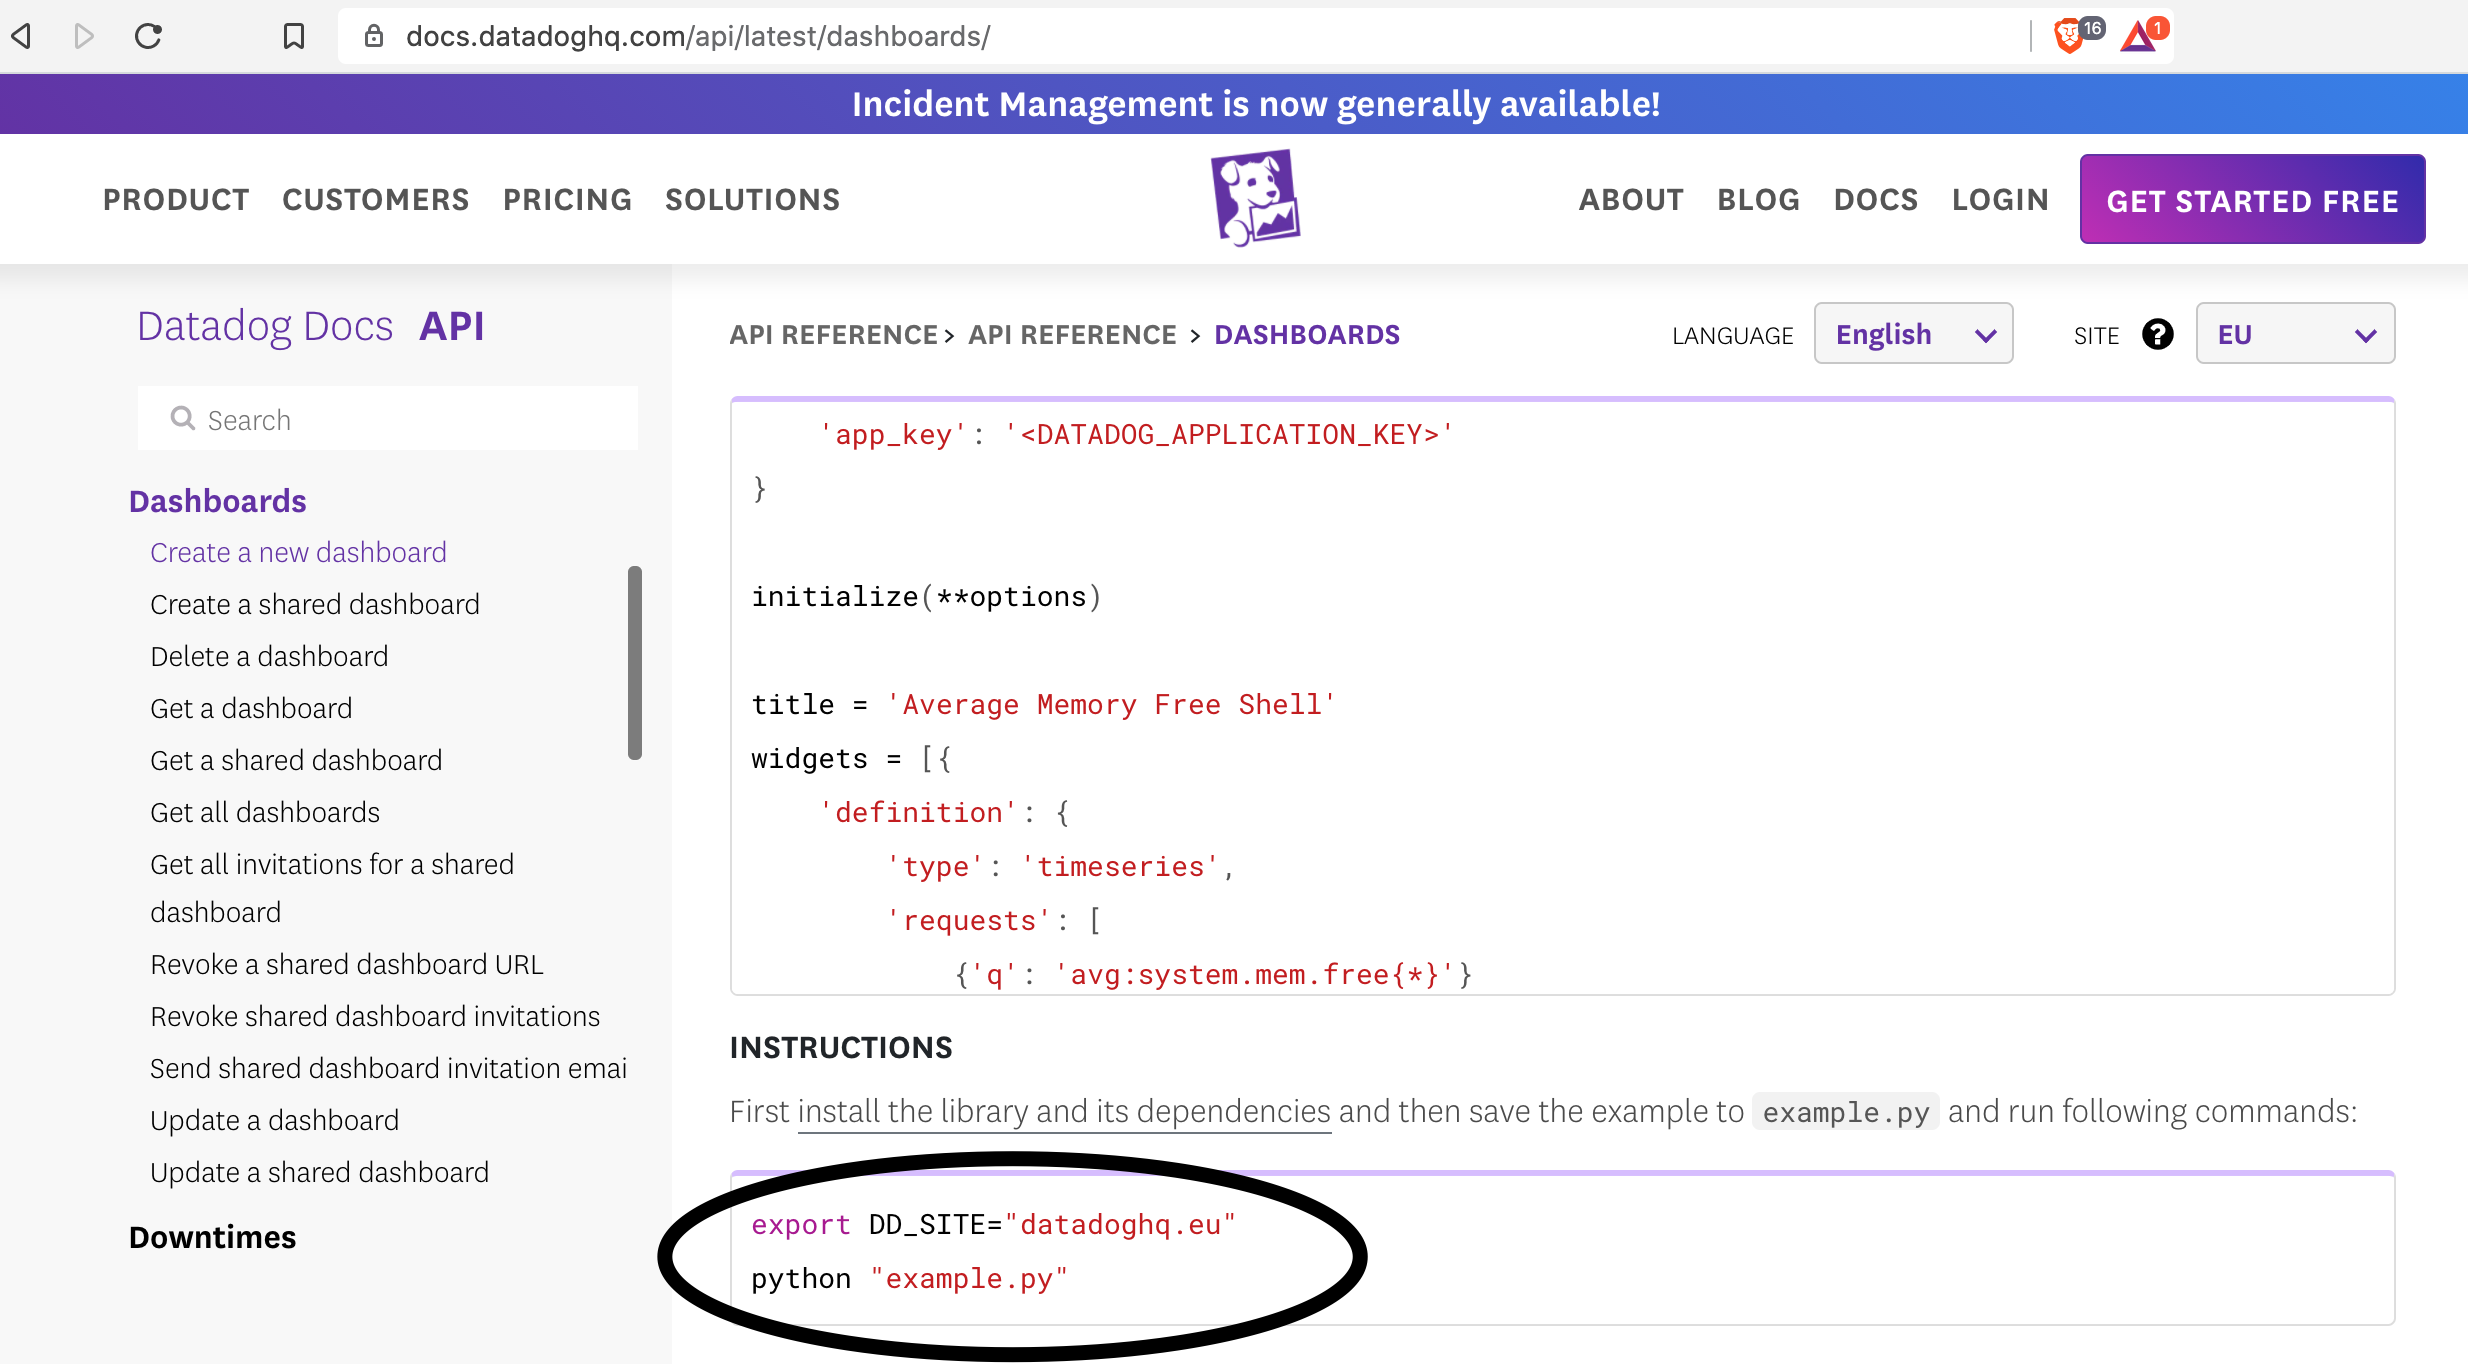 docs.datadoghq.com/api/latest/dashboards/
16
1
Incident Management is now generally available!
PRODUCT CUSTOMERS PRICING SOLUTIONS
ABOUT BLOG DOCS LOGIN GET STARTED FREE
Datadog Docs API
Search
Dashboards
Create a new dashboard
Create a shared dashboard
Delete a dashboard
Get a dashboard
Get a shared dashboard
Get all dashboards
Get all invitations for a shared
dashboard
Revoke a shared dashboard URL
Revoke shared dashboard invitations
Send shared dashboard invitation emai
Update a dashboard
Update a shared dashboard
Downtimes
API REFERENCE > API REFERENCE > DASHBOARDS
LANGUAGE English SITE ? EU
'app_key': '<DATADOG_APPLICATION_KEY>'
}
initialize(**options)
title = 'Average Memory Free Shell'
widgets = [{
'definition': {
'type': 'timeseries',
'requests': [
{'q': 'avg:system.mem.free{*}'}
INSTRUCTIONS
First install the library and its dependencies and then save the example to example.py and run following commands:
export DD_SITE="datadoghq.eu"
python "example.py"